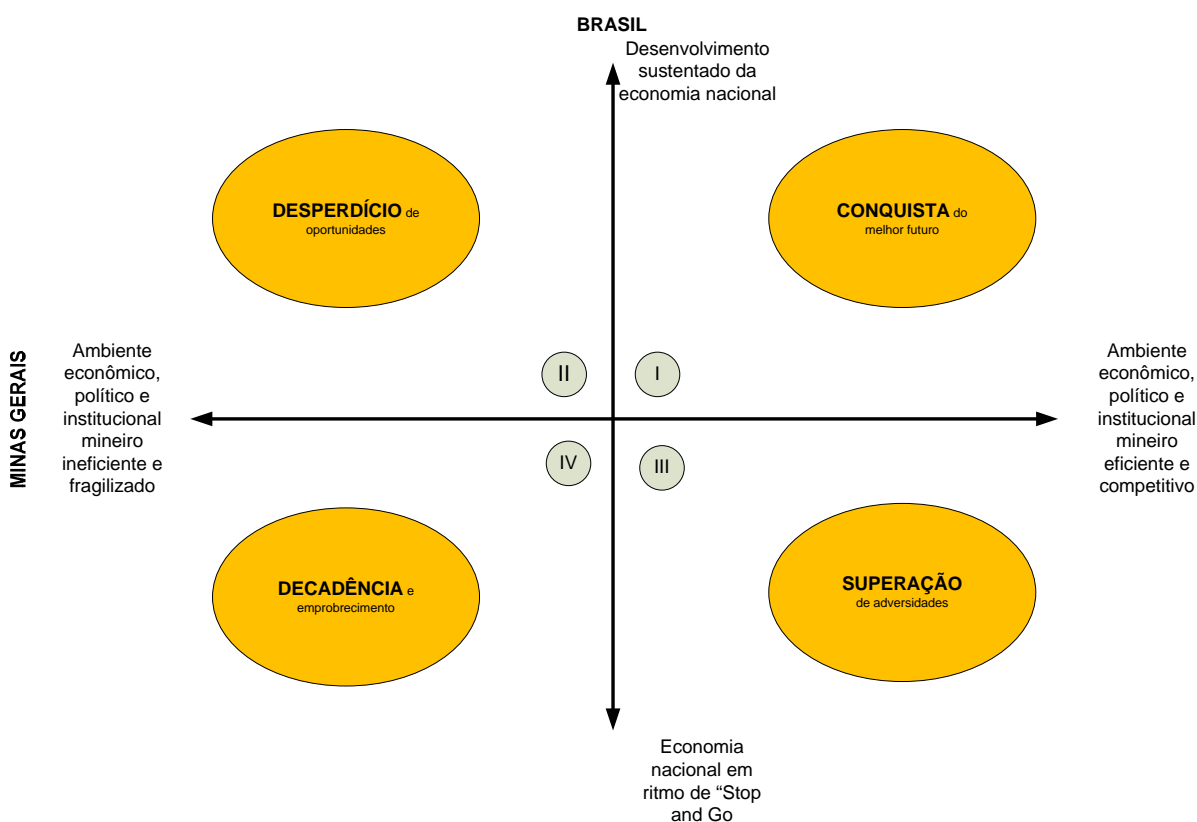 BRASIL
Desenvolvimento
sustentado da
economia nacional
DESPERDÍCIO de
oportunidades
CONQUISTA do
melhor futuro
MINAS GERAIS
Ambiente
econômico,
político e
institucional
mineiro
ineficiente e
fragilizado
II
I
Ambiente
econômico,
político e
institucional
mineiro
eficiente e
competitivo
IV
III
DECADÊNCIA e
emprobrecimento
SUPERAÇÃO
de adversidades
Economia
nacional em
ritmo de “Stop
and Go